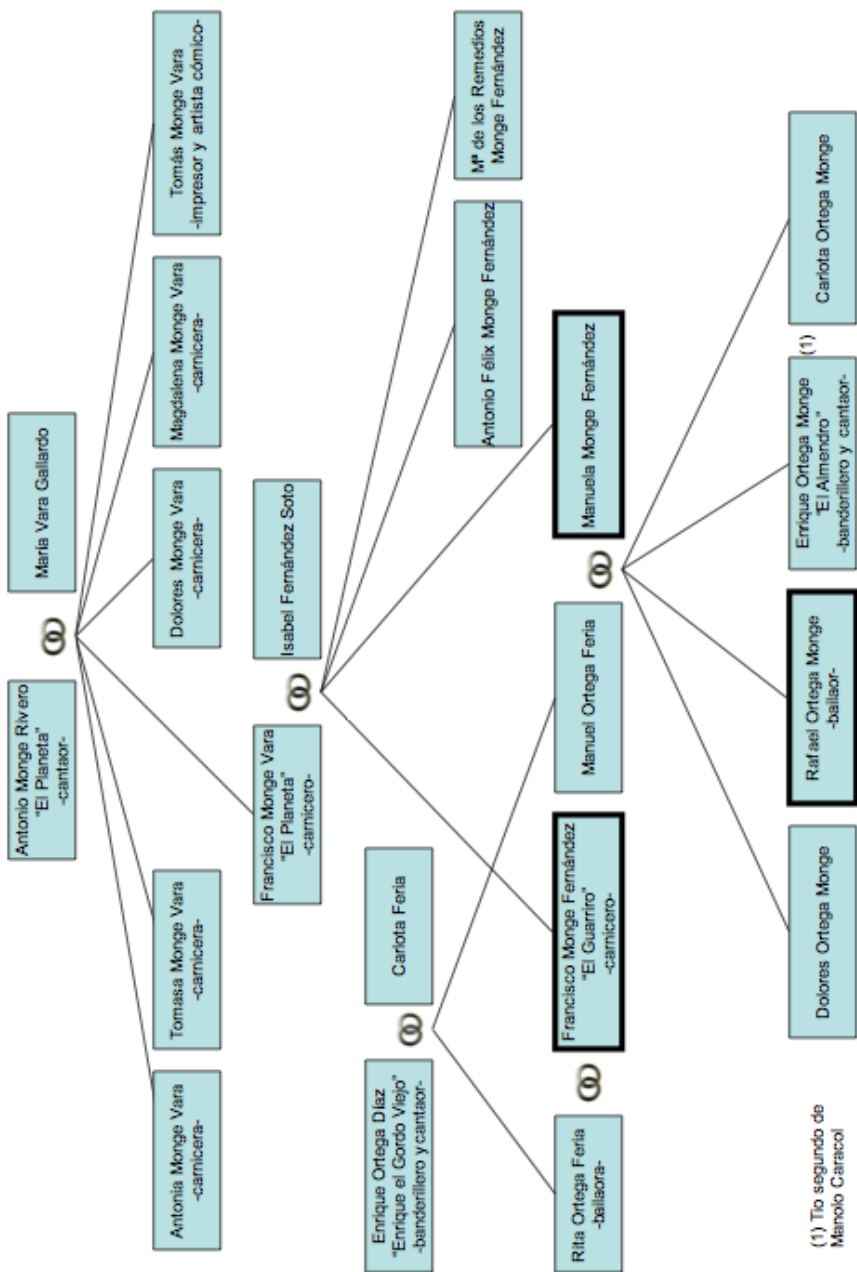 Antonio Monge Rivero
"El Planeta"
-cantaor-
María Vara Gallardo
Antonia Monge Vara
-carnicera-
Tomasa Monge Vara
-carnicera-
Dolores Monge Vara
-carnicera-
Magdalena Monge Vara
-carnicera-
Tomás Monge Vara
-impresor y artista cómico-
Francisco Monge Vara
"El Planeta"
-carnicero-
Isabel Fernández Soto
Enrique Ortega Díaz
"Enrique el Gordo Viejo"
-banderillero y cantaor-
Carlota Feria
Antonio Félix Monge Fernández
Mª de los Remedios
Monge Fernández
Rita Ortega Feria
-bailaora-
Francisco Monge Fernández
"El Guarriro"
-carnicero-
Manuel Ortega Feria
Manuela Monge Fernández
Dolores Ortega Monge
Rafael Ortega Monge
-bailaor-
Enrique Ortega Monge
"El Almendro"
-banderillero y cantaor-
(1)
Carlota Ortega Monge
(1) Tio segundo de
Manolo Caracol